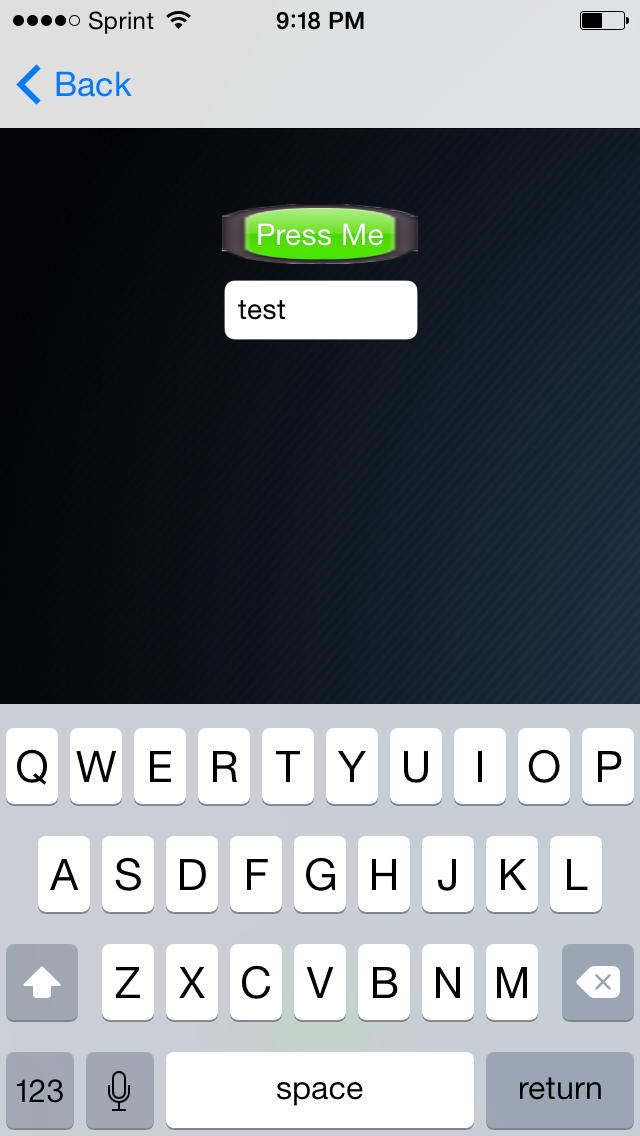 Sprint 9:18 PM
Back
Press Me
test
Q W E R T Y U I O P
A S D F G H J K L
Z X C V B N M
123 space return